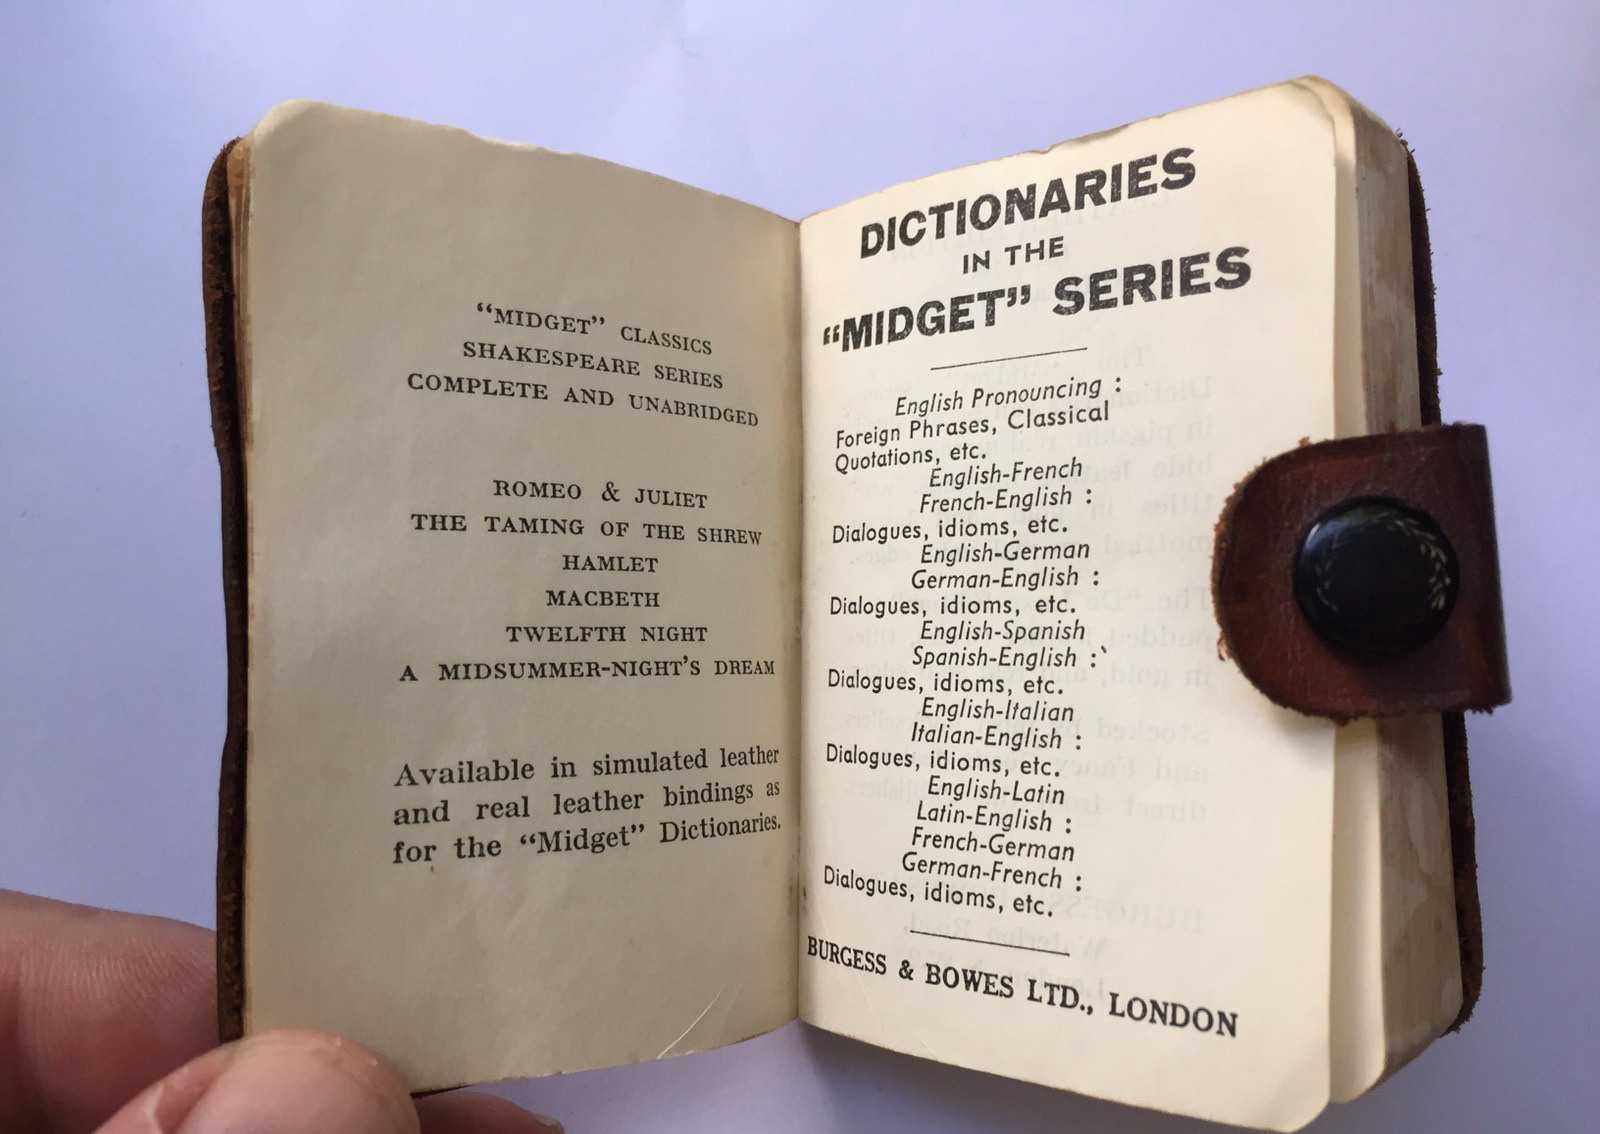 "MIDGET" CLASSICS
SHAKESPEARE SERIES
COMPLETE AND UNABRIDGED
ROMEO & JULIET
THE TAMING OF THE SHREW
HAMLET
MACBETH
TWELFTH NIGHT
A MIDSUMMER-NIGHT'S DREAM
Available in simulated leather
and real leather bindings as
for the "Midget" Dictionaries.
DICTIONARIES
IN THE
"MIDGET" SERIES
English Pronouncing :
Foreign Phrases, Classical
Quotations, etc.
English-French
French-English :
Dialogues, idioms, etc.
English-German
German-English :
Dialogues, idioms, etc.
English-Spanish
Spanish-English :
Dialogues, idioms, etc.
English-Italian
Italian-English :
Dialogues, idioms, etc.
English-Latin
Latin-English :
French-German
German-French :
Dialogues, idioms, etc.
BURGESS & BOWES LTD., LONDON